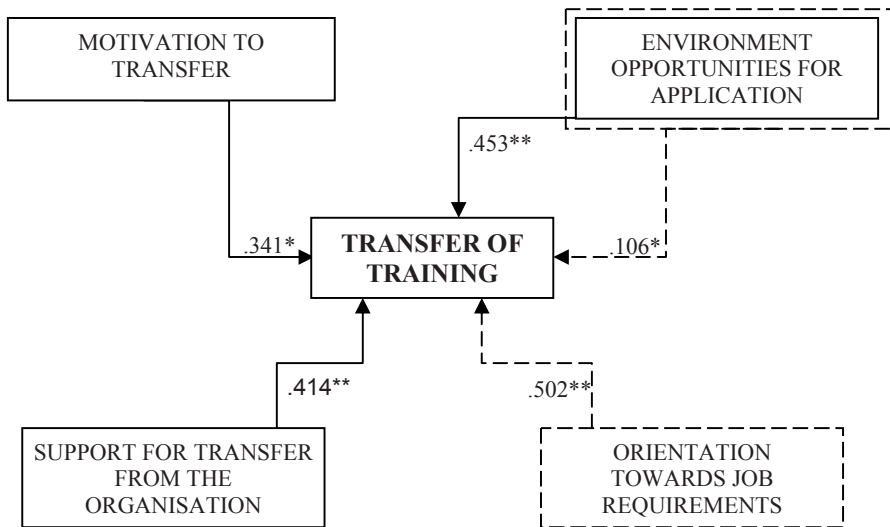 MOTIVATION TO
TRANSFER
ENVIRONMENT
OPPORTUNITIES FOR
APPLICATION
.453**
.341*
TRANSFER OF
TRAINING
.106*
.414**
.502**
SUPPORT FOR TRANSFER
FROM THE
ORGANISATION
ORIENTATION
TOWARDS JOB
REQUIREMENTS